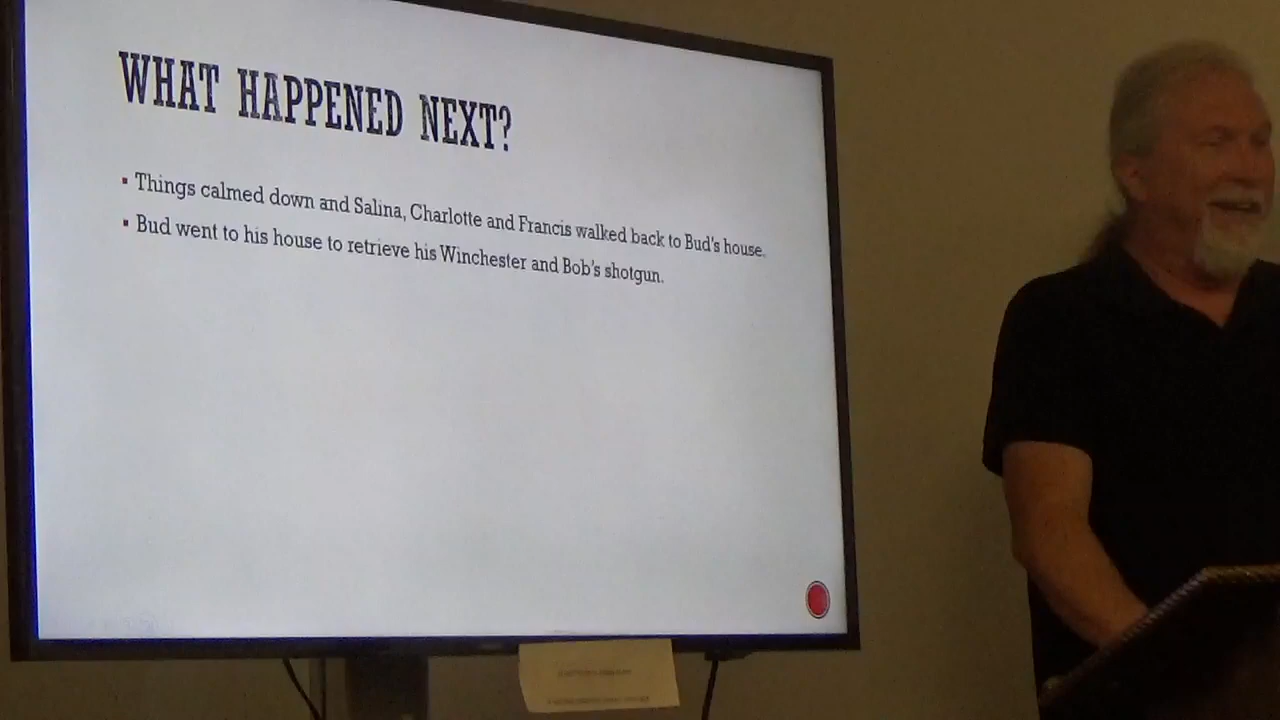 WHAT HAPPENED NEXT?
▪ Things calmed down and Salina, Charlotte and Francis walked back to Bud's house.
▪ Bud went to his house to retrieve his Winchester and Bob's shotgun.